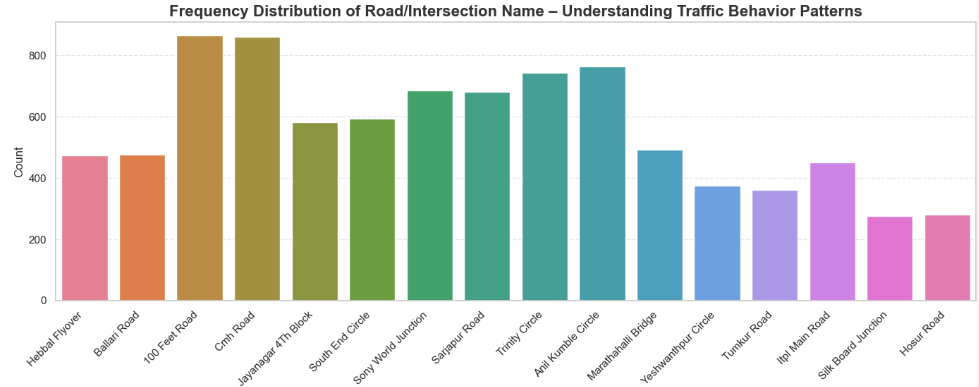 Frequency Distribution of Road/Intersection Name – Understanding Traffic Behavior Patterns
Count
800
600
400
200
0
Hebbal Flyover
Ballari Road
100 Feet Road
Cmh Road
Jayanagar 4Th Block
South End Circle
Sony World Junction
Sarjapur Road
Trinity Circle
Anil Kumble Circle
Marathahalli Bridge
Yeshwanthpur Circle
Tumkur Road
Itpl Main Road
Silk Board Junction
Hosur Road